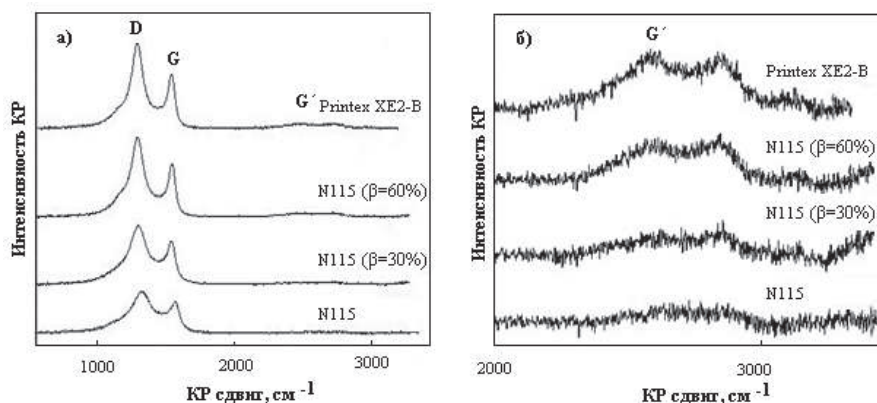 а)
D
G
G´ Printex XE2-B
N115 (β=60%)
N115 (β=30%)
N115
Интенсивность КР
1000
2000
3000
КР сдвиг, см -1
б)
G´
Printex XE2-B
N115 (β=60%)
N115 (β=30%)
N115
Интенсивность КР
2000
3000
КР сдвиг, см -1